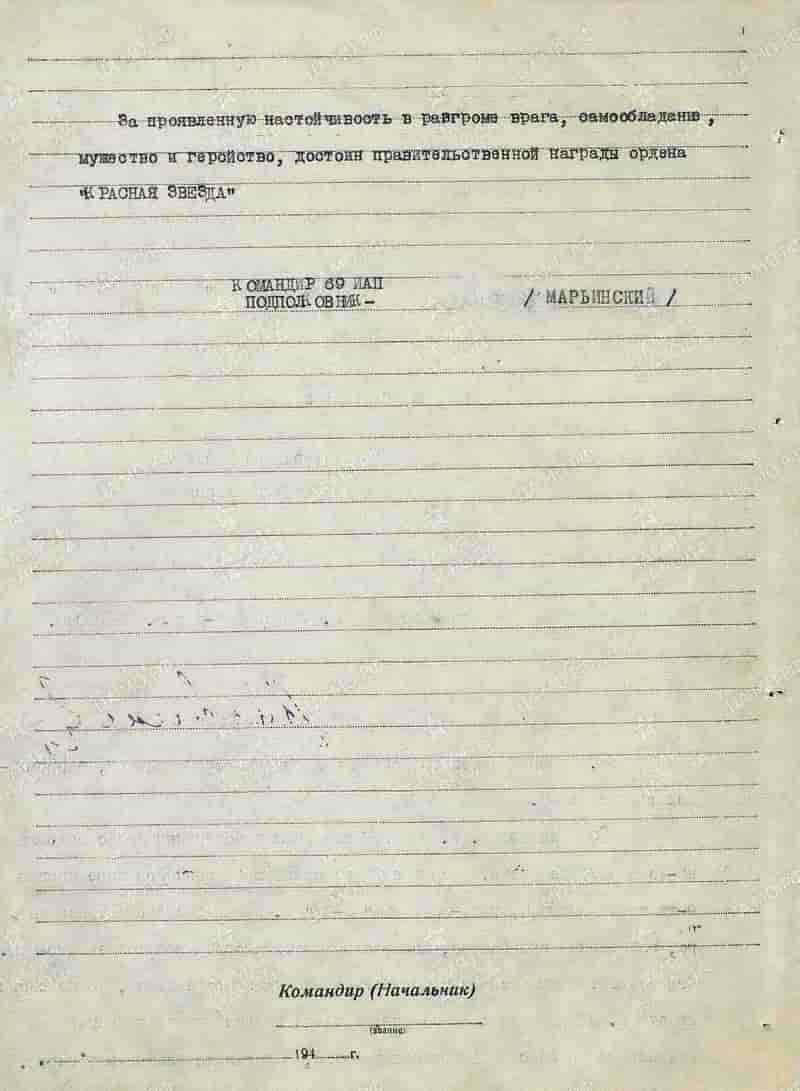 За проявленную настойчивость в разгроме врага, самообладание,
мужество и геройство, достоин правительственной награды ордена
"КРАСНАЯ ЗВЕЗДА"
КОМАНДИР 69 ИАП
ПОДПОЛКОВНИК-
/ МАРЬИНСКИЙ /
Командир (Начальник)
(звание)
194 г.